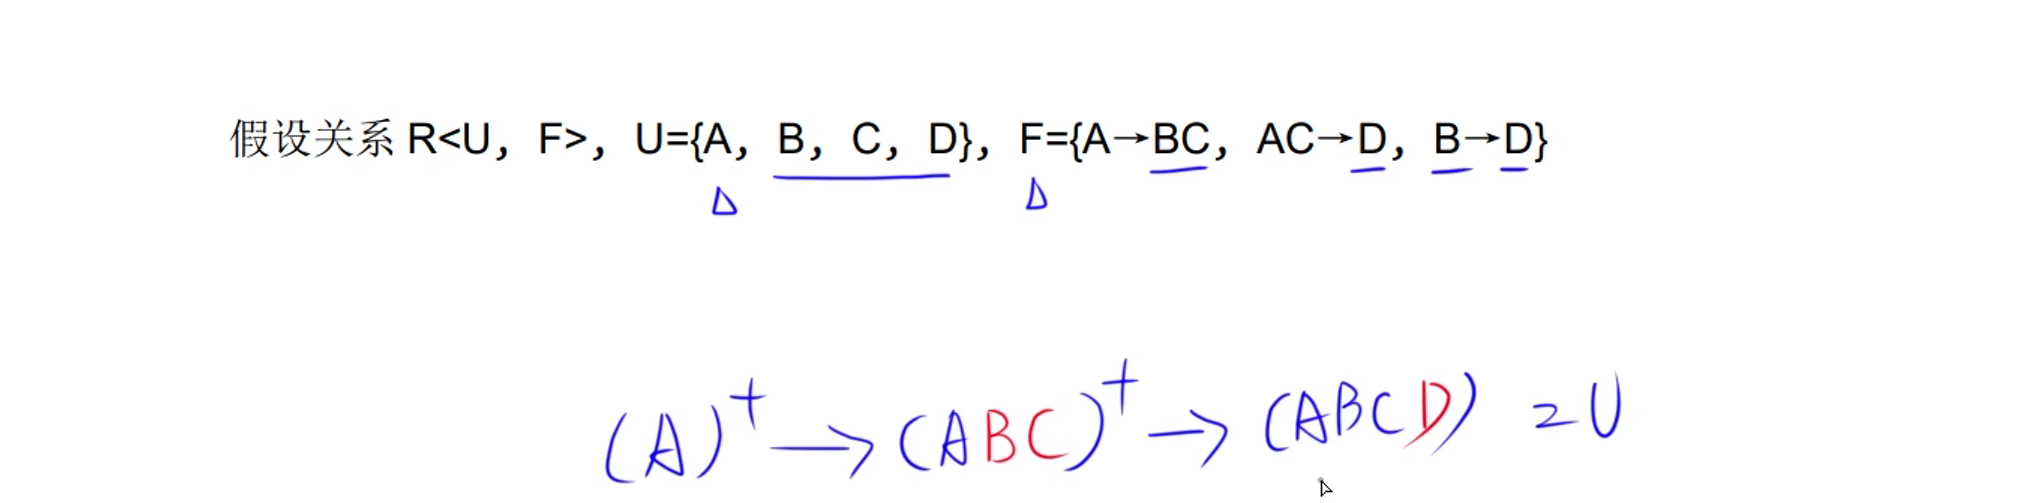 假设关系 R<U，F>，U={A，B，C，D}，F={A→BC，AC→D，B→D}
(A)⁺→(ABC)⁺→(ABCD) =U